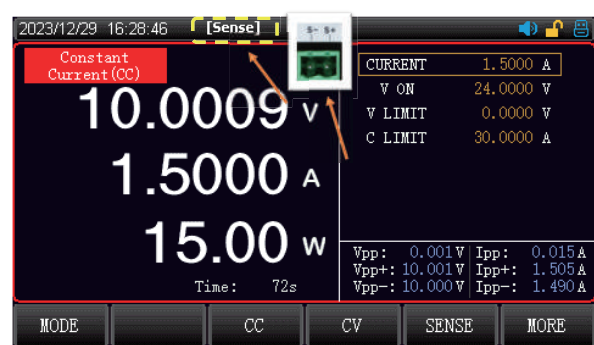 2023/12/29 16:28:46 [Sense]
S- S+
Constant
Current(CC)
10.0009 V
1.5000 A
15.00 W
Time: 72s
CURRENT 1.5000 A
V ON 24.0000 V
V LIMIT 0.0000 V
C LIMIT 30.0000 A
Vpp: 0.001V Ipp: 0.015A
Vpp+: 10.001V Ipp+: 1.505A
Vpp-: 10.000V Ipp-: 1.490A
MODE CC CV SENSE MORE